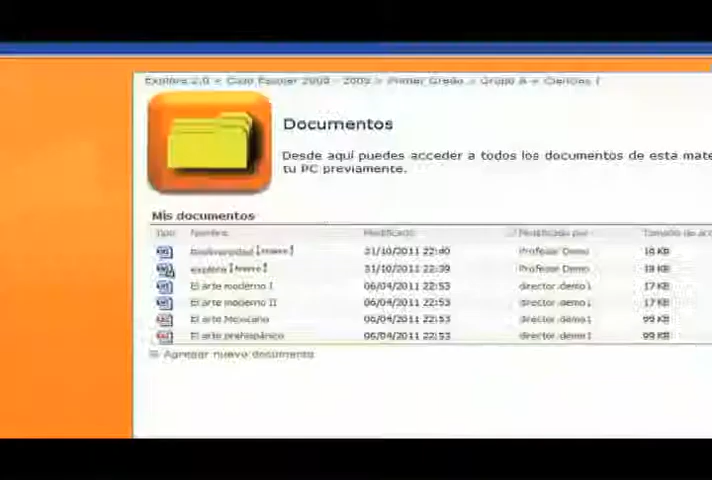 Explora 2.0 > Ciclo Escolar 2008 - 2009 > Primer Grado > Grupo A > Ciencias I
Documentos
Desde aquí puedes acceder a todos los documentos de esta mate
tu PC previamente.
Mis documentos
Tipo Nombre Modificado Modificado por Tamaño de
biodiversidad 31/10/2011 22:40 Profesor Demo 18 KB
explora 31/10/2011 22:39 Profesor Demo 18 KB
El arte moderno I 06/04/2011 22:53 director demo1 17 KB
El arte moderno II 06/04/2011 22:53 director demo1 17 KB
El arte Mexicano 06/04/2011 22:53 director demo1 99 KB
El arte prehispánico 06/04/2011 22:53 director demo1 99 KB
Agregar nuevo documento